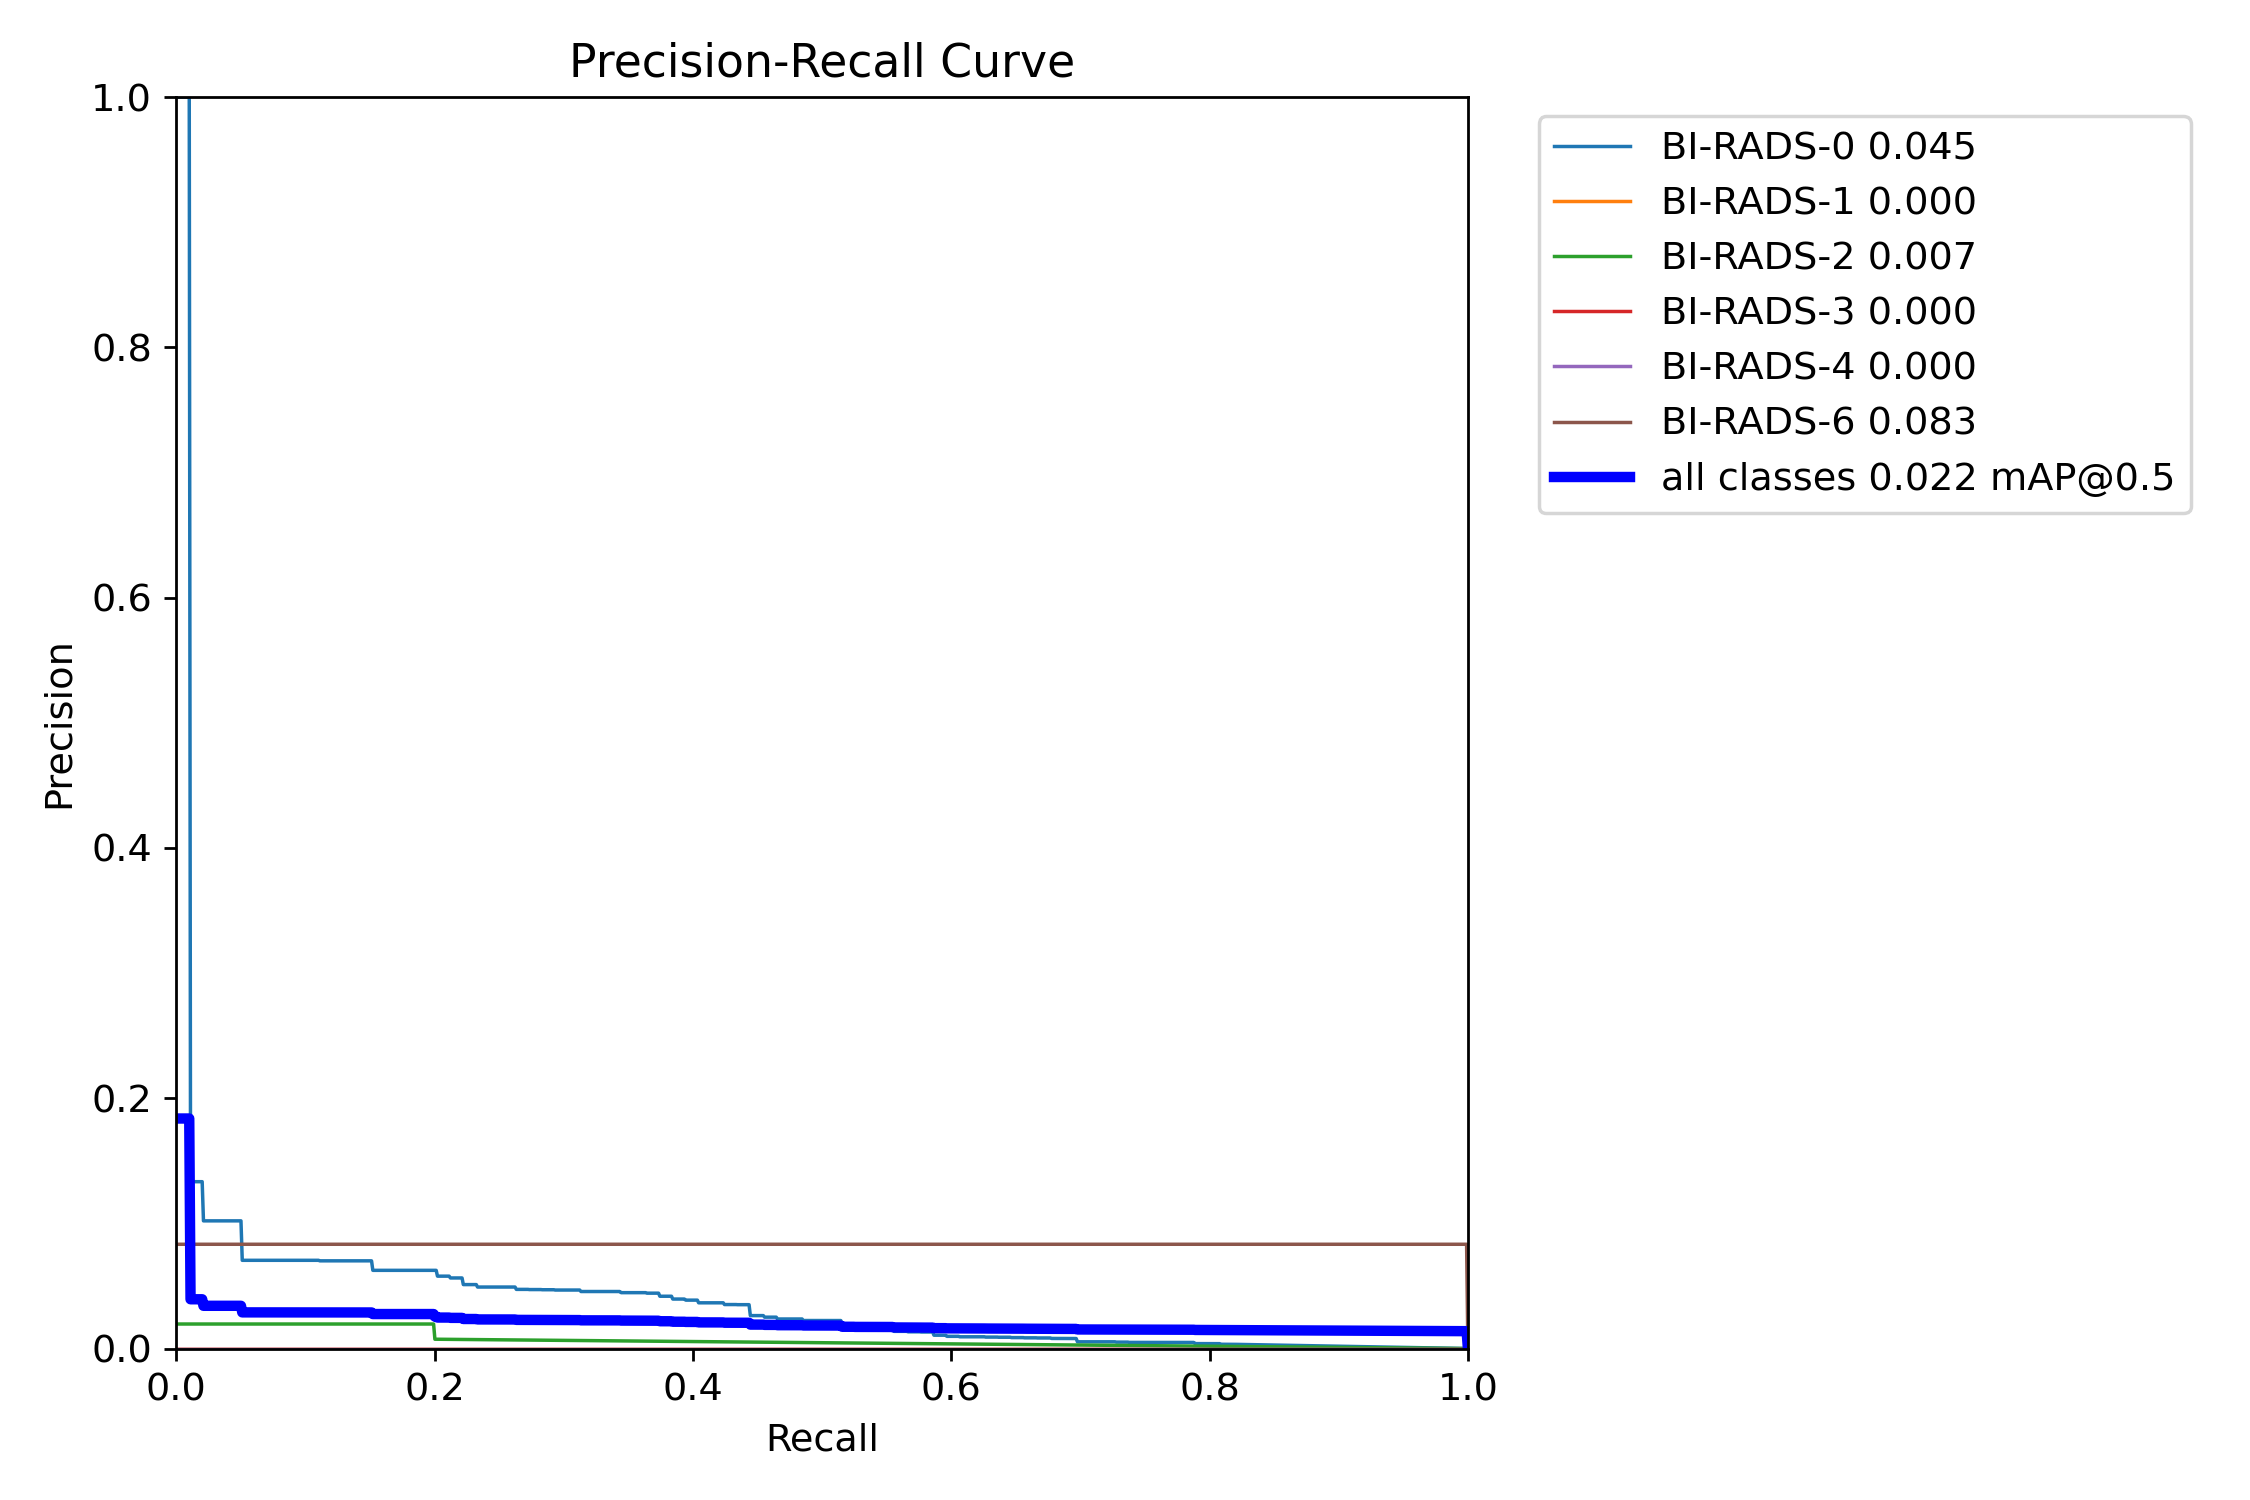 Precision-Recall Curve
1.0
0.8
0.6
0.4
0.2
0.0
Precision
0.0 0.2 0.4 0.6 0.8 1.0
Recall
BI-RADS-0 0.045
BI-RADS-1 0.000
BI-RADS-2 0.007
BI-RADS-3 0.000
BI-RADS-4 0.000
BI-RADS-6 0.083
all classes 0.022 mAP@0.5